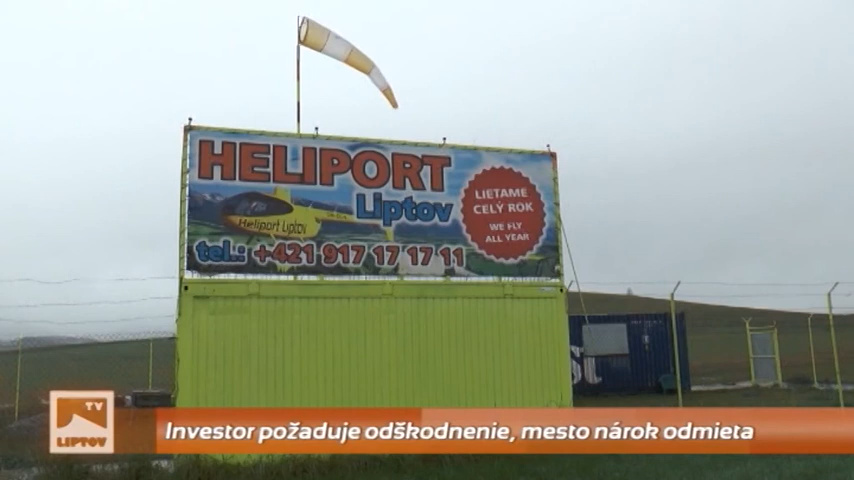 HELIPORT
Liptov
LIETAME
CELÝ ROK
WE FLY
ALL YEAR
Heliport Liptov
tel.: +421 917 17 17 11
TV
LIPTOV
Investor požaduje odškodnenie, mesto nárok odmieta